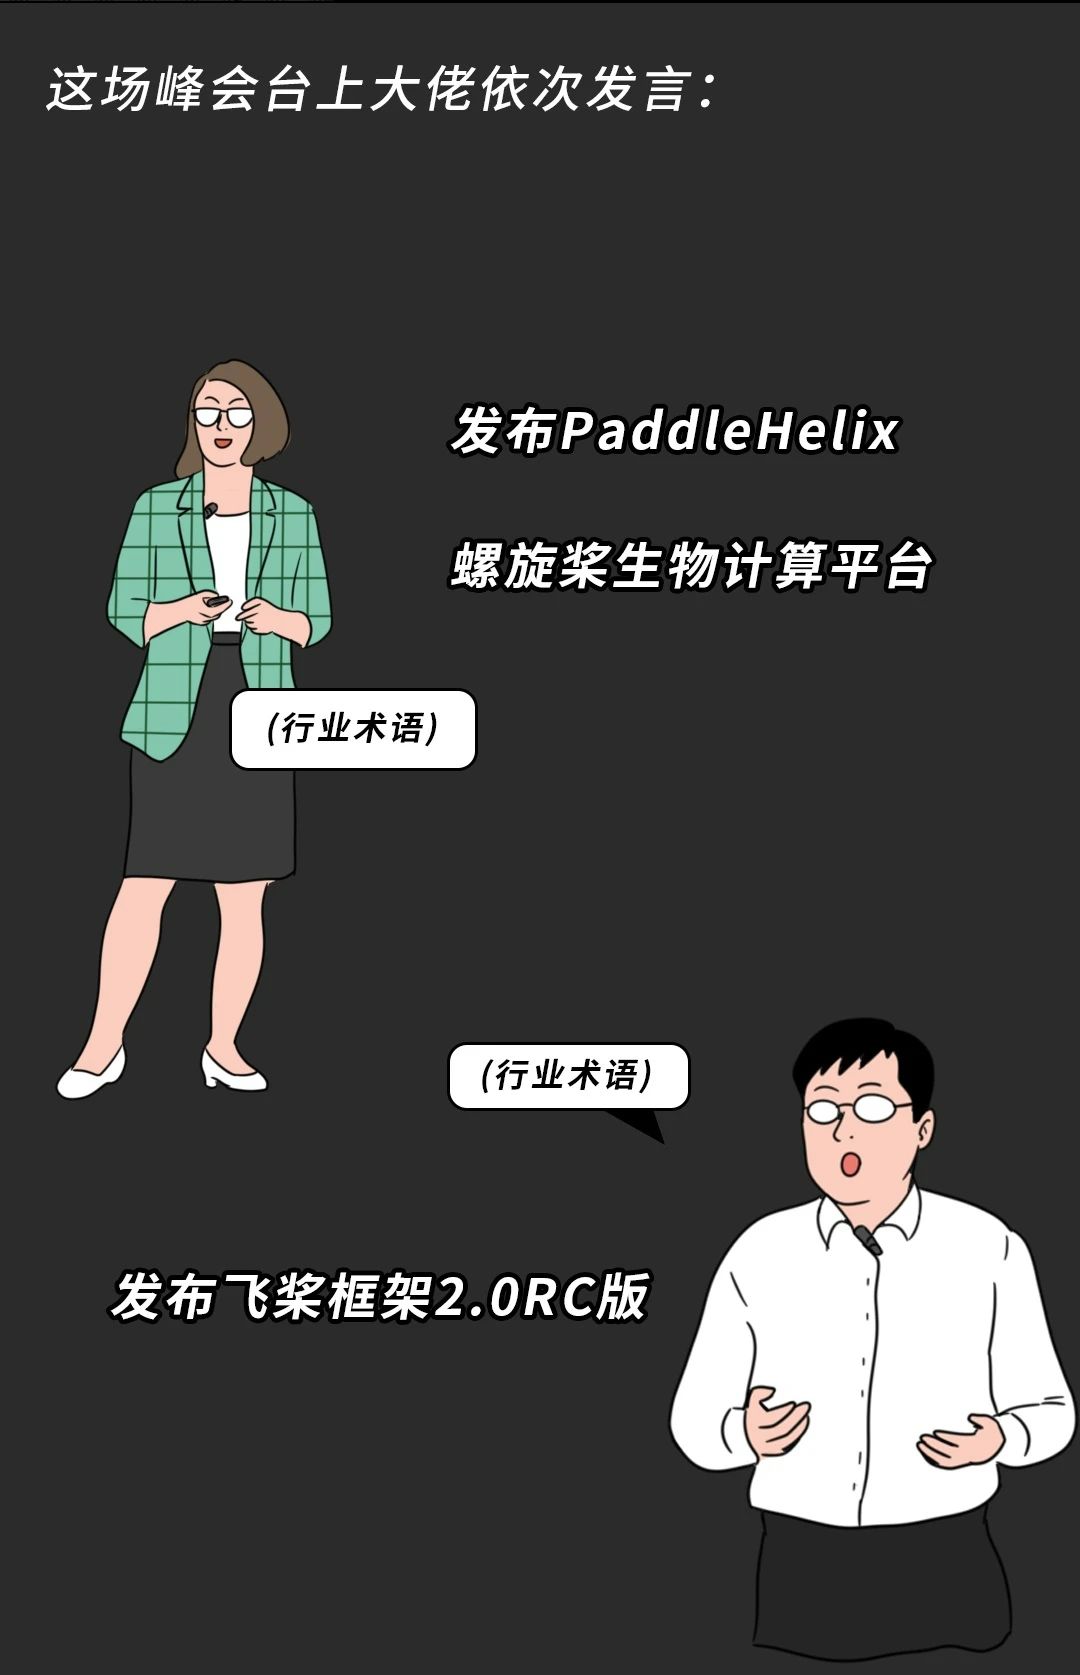 这场峰会台上大佬依次发言：
发布PaddleHelix
螺旋桨生物计算平台
(行业术语)
(行业术语)
发布飞桨框架2.0RC版